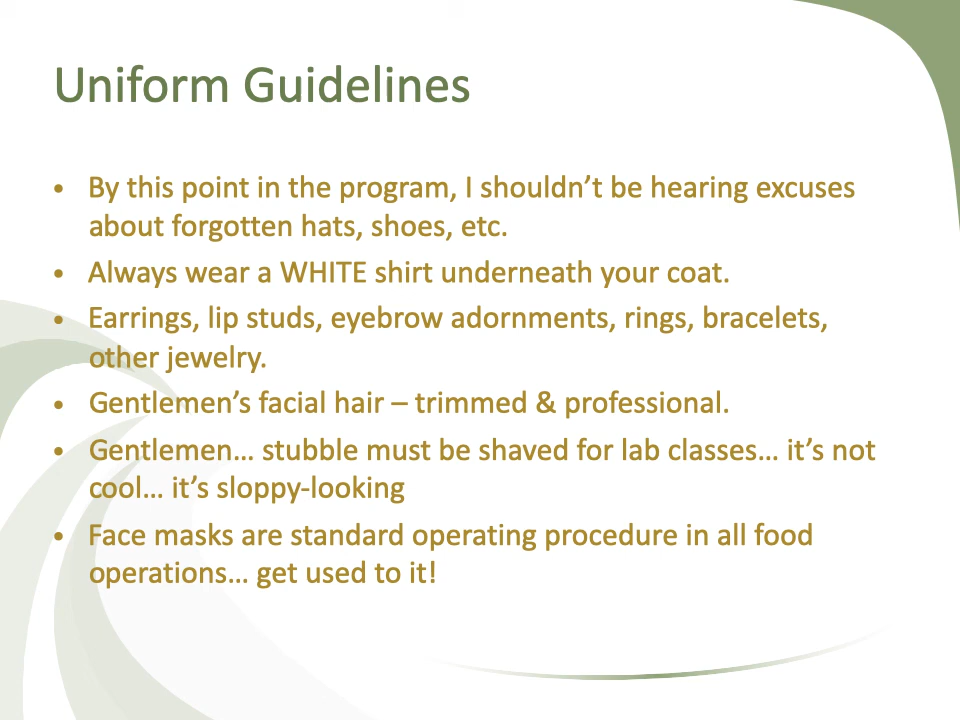 Uniform Guidelines
• By this point in the program, I shouldn’t be hearing excuses
about forgotten hats, shoes, etc.
• Always wear a WHITE shirt underneath your coat.
• Earrings, lip studs, eyebrow adornments, rings, bracelets,
other jewelry.
• Gentlemen’s facial hair – trimmed & professional.
• Gentlemen… stubble must be shaved for lab classes… it’s not
cool… it’s sloppy-looking
• Face masks are standard operating procedure in all food
operations… get used to it!